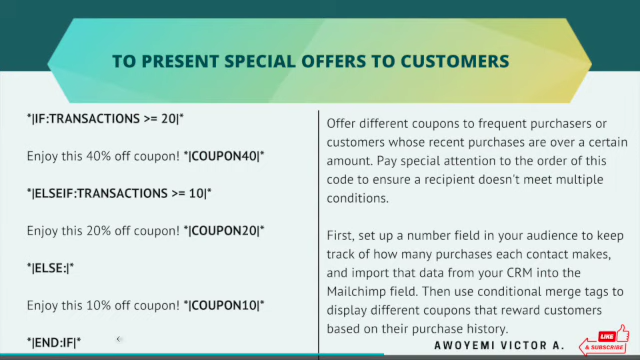 TO PRESENT SPECIAL OFFERS TO CUSTOMERS
*|IF:TRANSACTIONS >= 20|*
Enjoy this 40% off coupon! *|COUPON40|*
*|ELSEIF:TRANSACTIONS >= 10|*
Enjoy this 20% off coupon! *|COUPON20|*
*|ELSE:|*
Enjoy this 10% off coupon! *|COUPON10|*
*|END:IF|*
Offer different coupons to frequent purchasers or
customers whose recent purchases are over a certain
amount. Pay special attention to the order of this
code to ensure a recipient doesn't meet multiple
conditions.
First, set up a number field in your audience to keep
track of how many purchases each contact makes,
and import that data from your CRM into the
Mailchimp field. Then use conditional merge tags to
display different coupons that reward customers
based on their purchase history.
AWOYEMI VICTOR A.
LIKE
& SUBSCRIBE